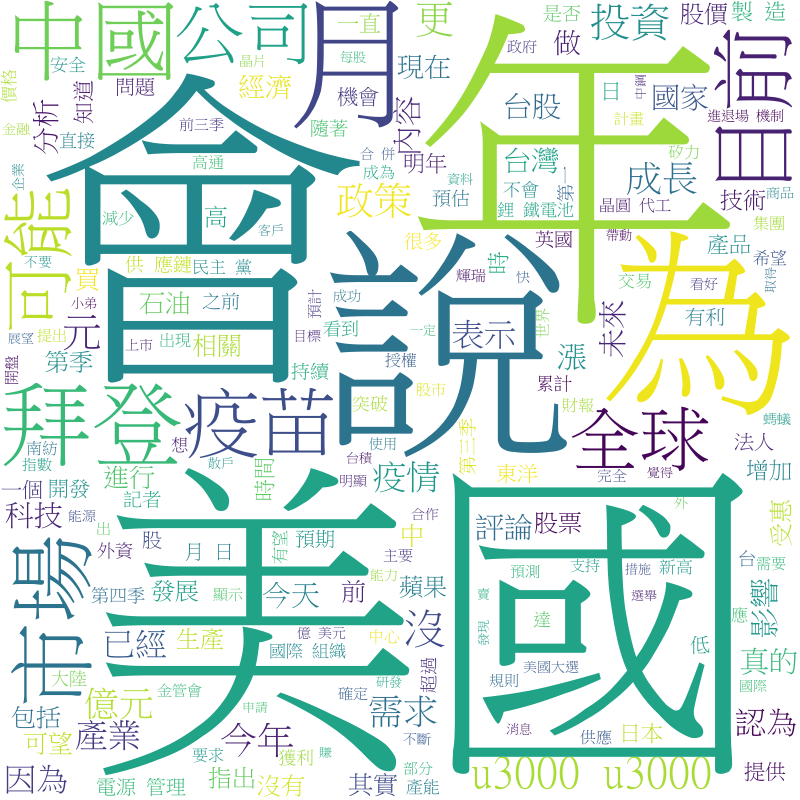 中國
公司
月
年
更
投資
是否
股價
製 造
目前
政府
每股
晶片
一直
安全
價格
問題
經濟
機會
現在
做
台股
日
國家
中國
計畫
進退場 機制
知道
分析
直接
金融
前三季
隨著
內容
會
高通
合 併
明年
成為
台灣
成長
砂力
技術
商品
企業
可能
減少
高
客戶
政策
預估
不會
第一
資料
鋰 鐵電池
晶圓 代工
集團
不要
買
供 應鏈
民主 黨
很多
英國
時
帶動
產品
希望
小弟
石油
之前
輝瑞
快
交易
看好
取得
為
展望
提出
元
上市
出現
相關
預計
成功
看到
目標
說
表示
一定
世界
漲
未來
有利
開盤
第季
持續
授權
累計
拜登
疫苗
突破
股市
第三季
財報
全球
螞蟻
南紡
指數
想
使用
台積
散戶
明顯
東洋
完全
覺得
法人
一個
開發
進行
記者
時間
疫情
增加
科技
能源
出
外資
股
月 日
有望
預期
合作
中
主要
評論
股票
外
受惠
市場
美
國
第四季
發展
顯示
今天
前
蘋果
能力
預測
支持
措施
新高
台
需要
影響
已經
生產
國際 組織
億 美元
中心
沒
超過
賣
發現
達
選舉
應
低
真的
大陸
金管會
億元
確定
研發
需求
美國大選
規則
國際
包括
可望
產業
今年
申請
獲利
不斷
消息
供應
日本
認為
因為
電源 管理
指出
要求
沒有
賺
其實
部分
產能
u3000 u3000
提供